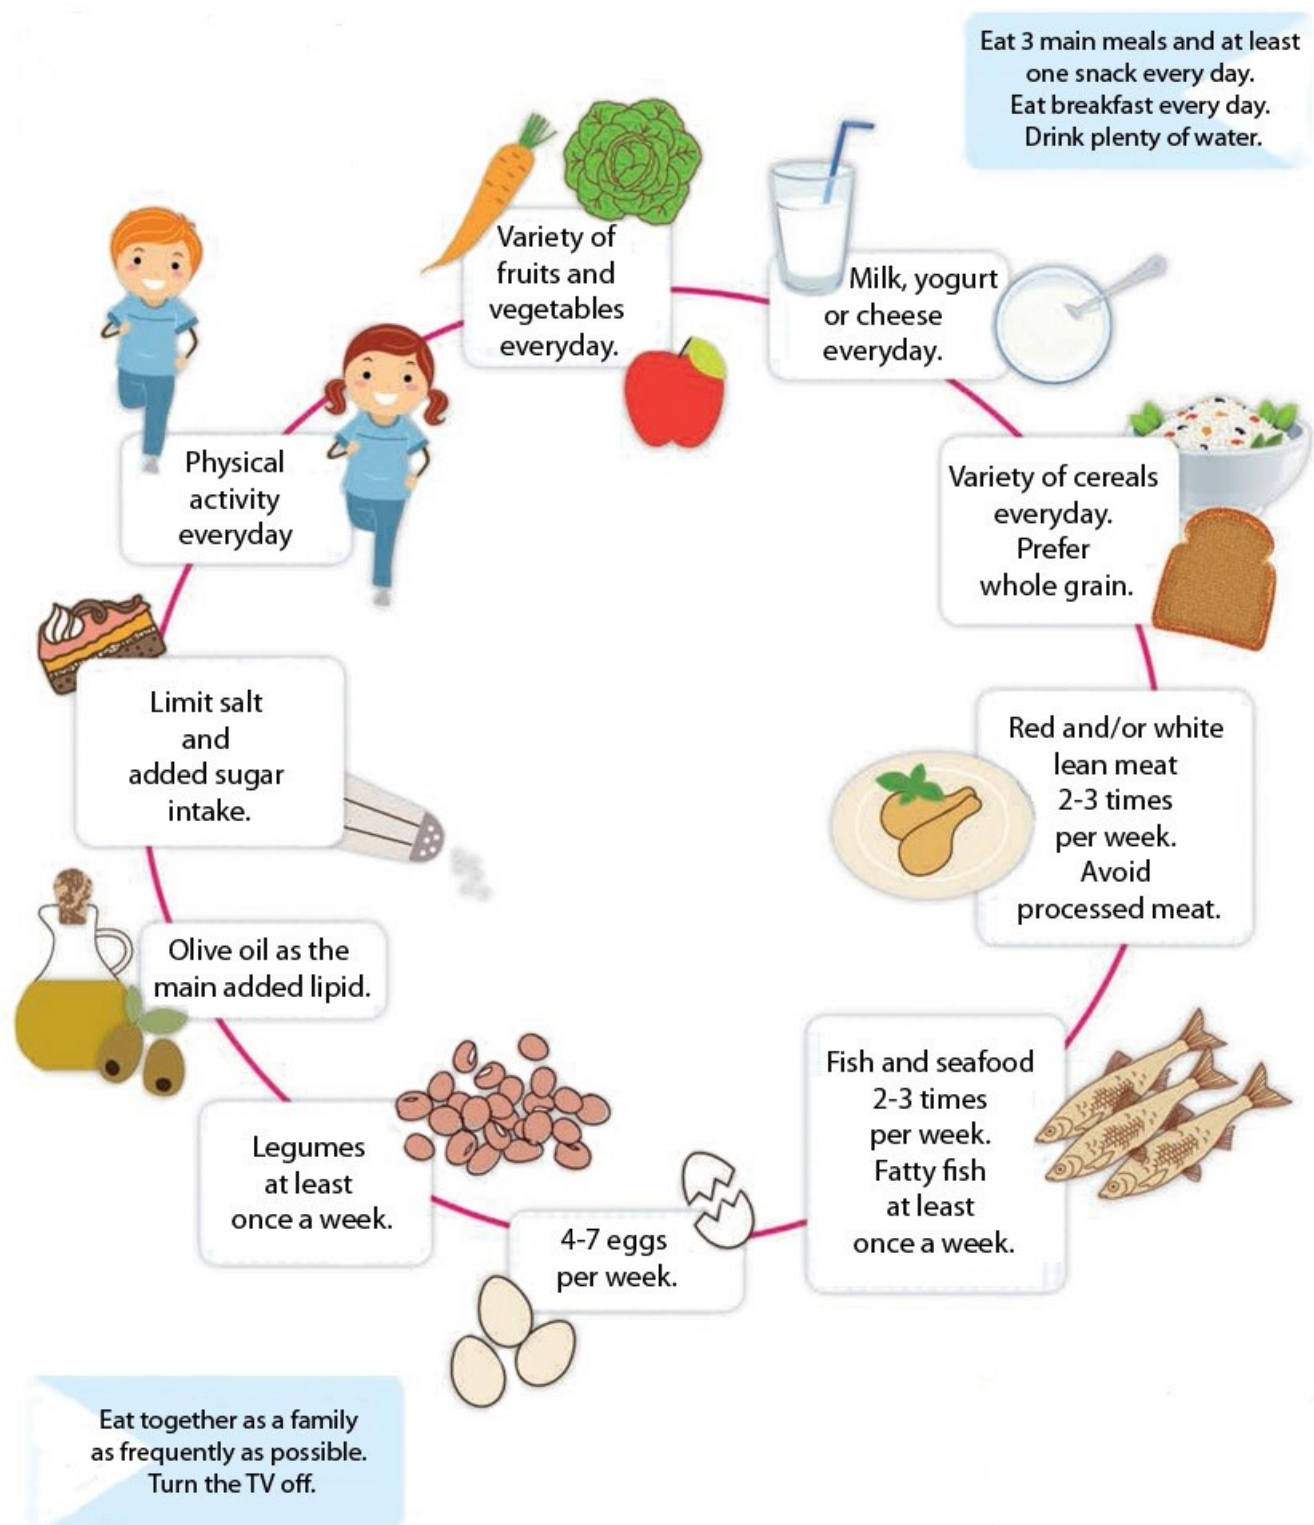 Eat 3 main meals and at least
one snack every day.
Eat breakfast every day.
Drink plenty of water.
Variety of
fruits and
vegetables
everyday.
Milk, yogurt
or cheese
everyday.
Variety of cereals
everyday.
Prefer
whole grain.
Red and/or white
lean meat
2-3 times
per week.
Avoid
processed meat.
Fish and seafood
2-3 times
per week.
Fatty fish
at least
once a week.
4-7 eggs
per week.
Legumes
at least
once a week.
Olive oil as the
main added lipid.
Limit salt
and
added sugar
intake.
Physical
activity
everyday
Eat together as a family
as frequently as possible.
Turn the TV off.